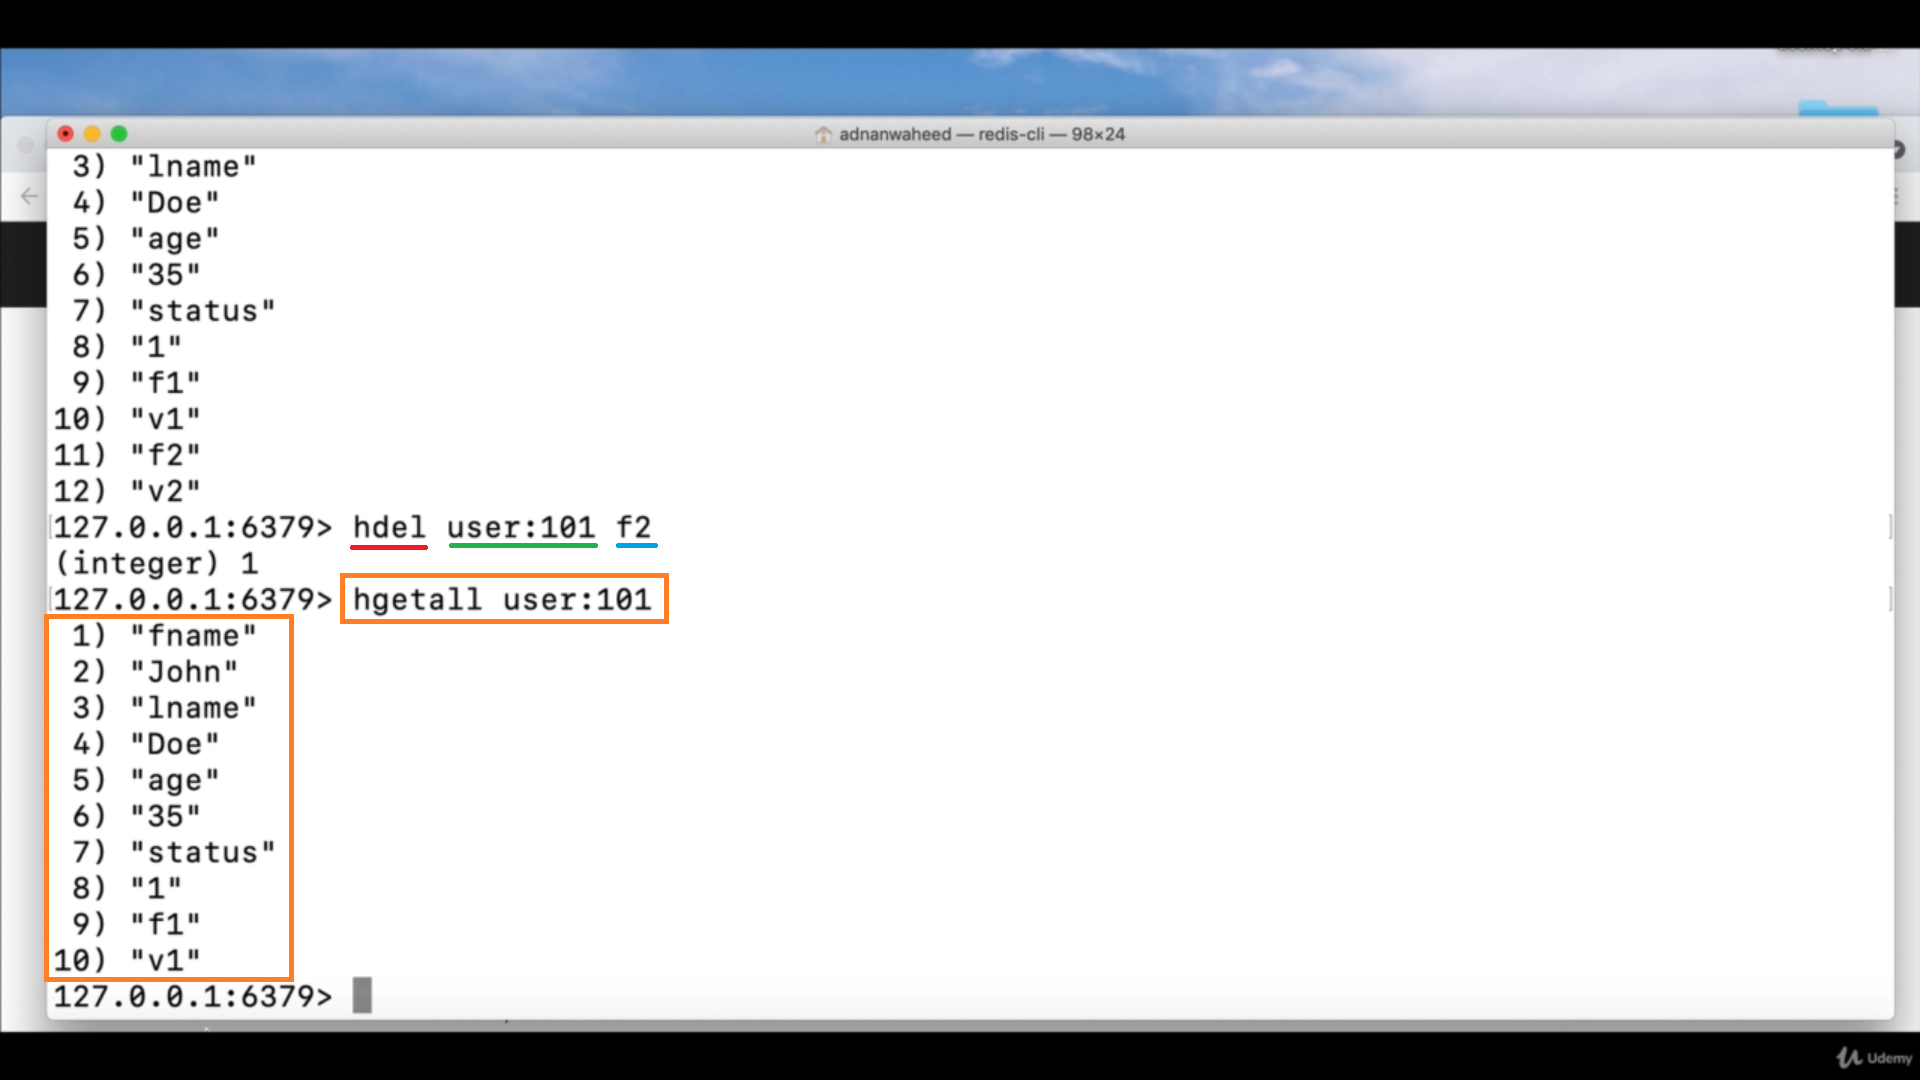 adnanwaheed — redis-cli — 98×24
3) "lname"
4) "Doe"
5) "age"
6) "35"
7) "status"
8) "1"
9) "f1"
10) "v1"
11) "f2"
12) "v2"
[127.0.0.1:6379> hdel user:101 f2 ]
(integer) 1
[127.0.0.1:6379> hgetall user:101 ]
1) "fname"
2) "John"
3) "lname"
4) "Doe"
5) "age"
6) "35"
7) "status"
8) "1"
9) "f1"
10) "v1"
127.0.0.1:6379>
Udemy